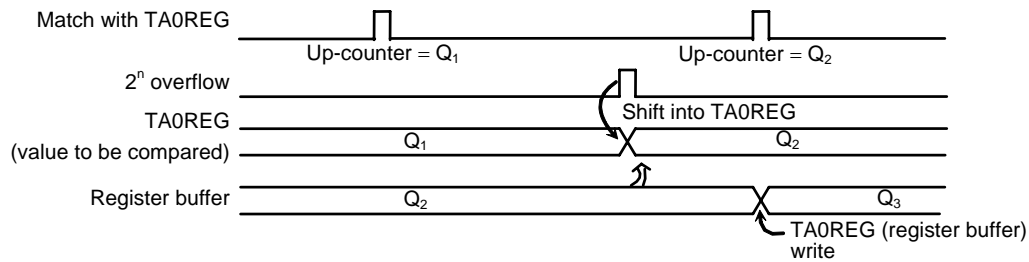 Match with TA0REG
Up-counter = Q₁
Up-counter = Q₂
2ⁿ overflow
Shift into TA0REG
TA0REG
(value to be compared)
Q₁
Q₂
Register buffer
Q₂
Q₃
TA0REG (register buffer)
write